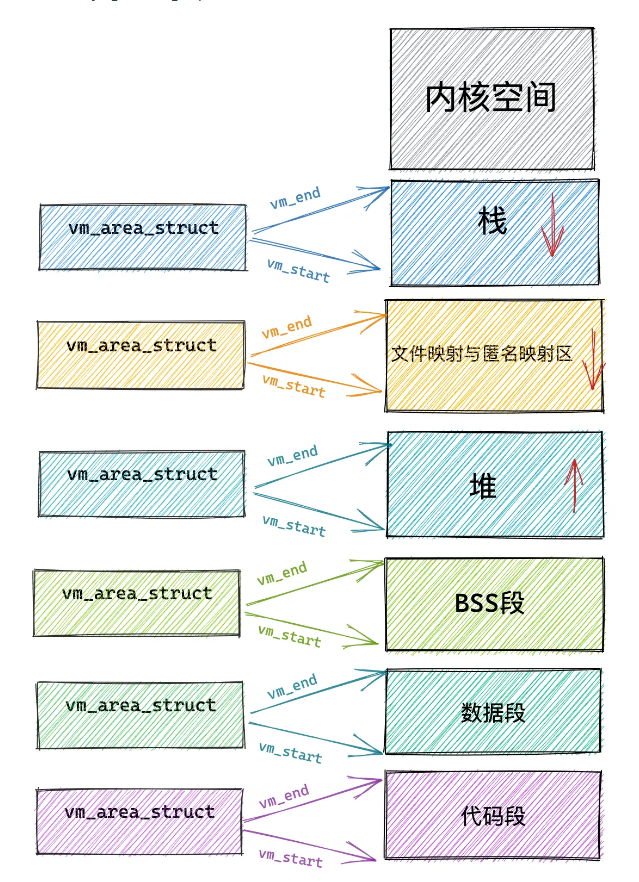 内核空间
vm_end
栈
vm_area_struct
vm_start
vm_end
vm_area_struct
文件映射与匿名映射区
vm_start
vm_end
vm_area_struct
堆
vm_start
vm_end
vm_area_struct
BSS段
vm_start
vm_end
vm_area_struct
数据段
vm_start
vm_end
vm_area_struct
代码段
vm_start